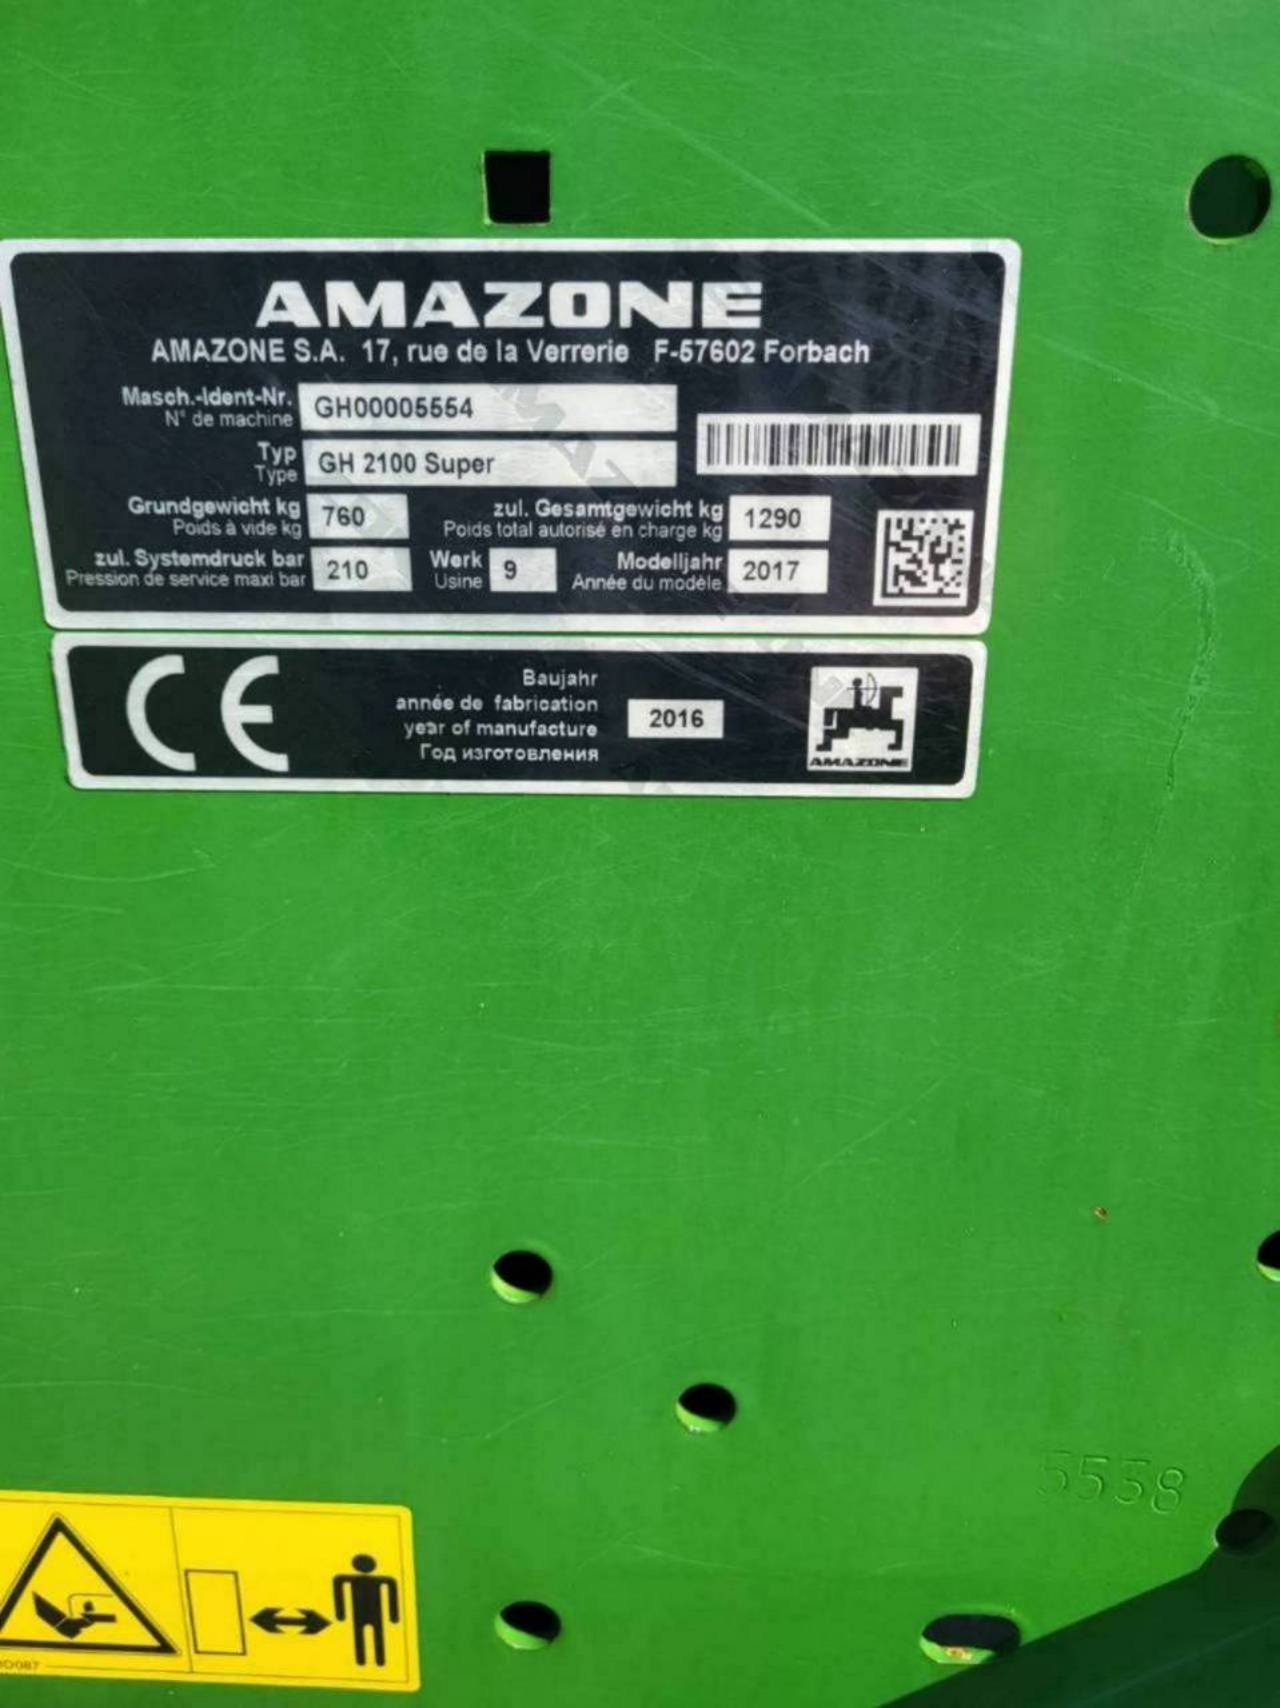 AMAZONE
AMAZONE S.A. 17, rue de la Verrerie F-57602 Forbach
Masch.-Ident-Nr. GH00005554
N° de machine
Typ GH 2100 Super
Type
Grundgewicht kg 760 zul. Gesamtgewicht kg 1290
Poids à vide kg Poids total autorisé en charge kg
zul. Systemdruck bar 210 Werk 9 Modelljahr 2017
Pression de service maxi bar Usine Année du modèle
CE
Baujahr
année de fabrication
year of manufacture 2016
Год изготовления
AMAZONE
5538